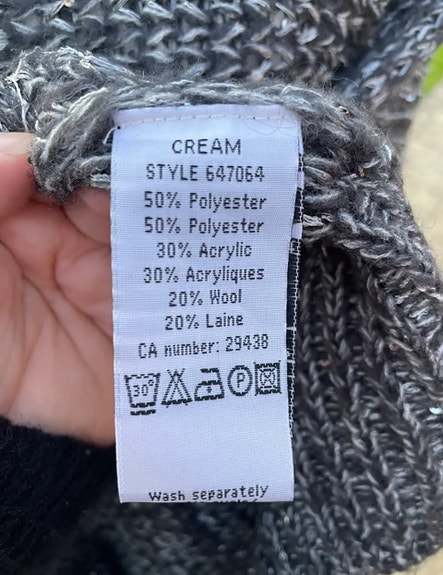 CREAM
STYLE 647064
50% Polyester
50% Polyester
30% Acrylic
30% Acryliques
20% Wool
20% Laine
CA number: 29438
30° P
Wash separately